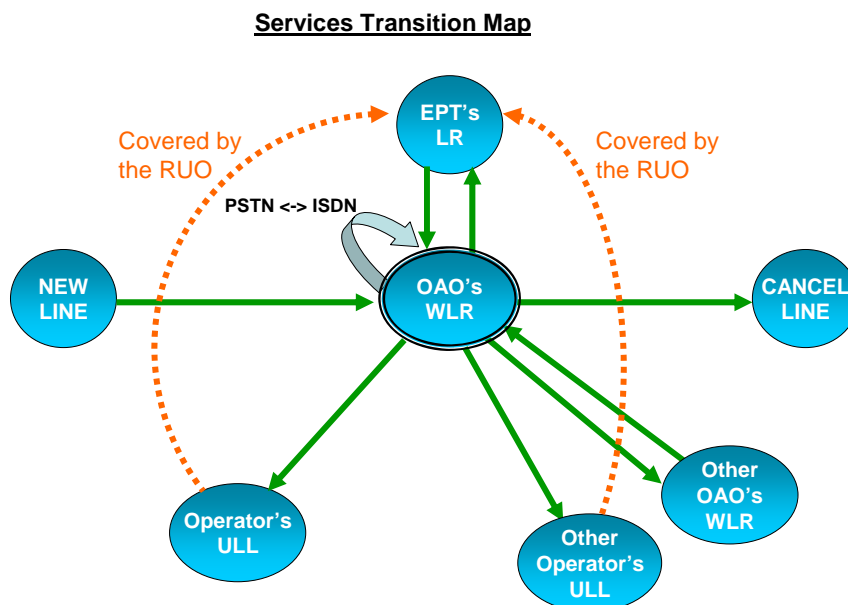 Services Transition Map
EPT's
LR
Covered by
the RUO
Covered by
the RUO
PSTN <-> ISDN
NEW
LINE
OAO's
WLR
CANCEL
LINE
Other
OAO's
WLR
Operator's
ULL
Other
Operator's
ULL